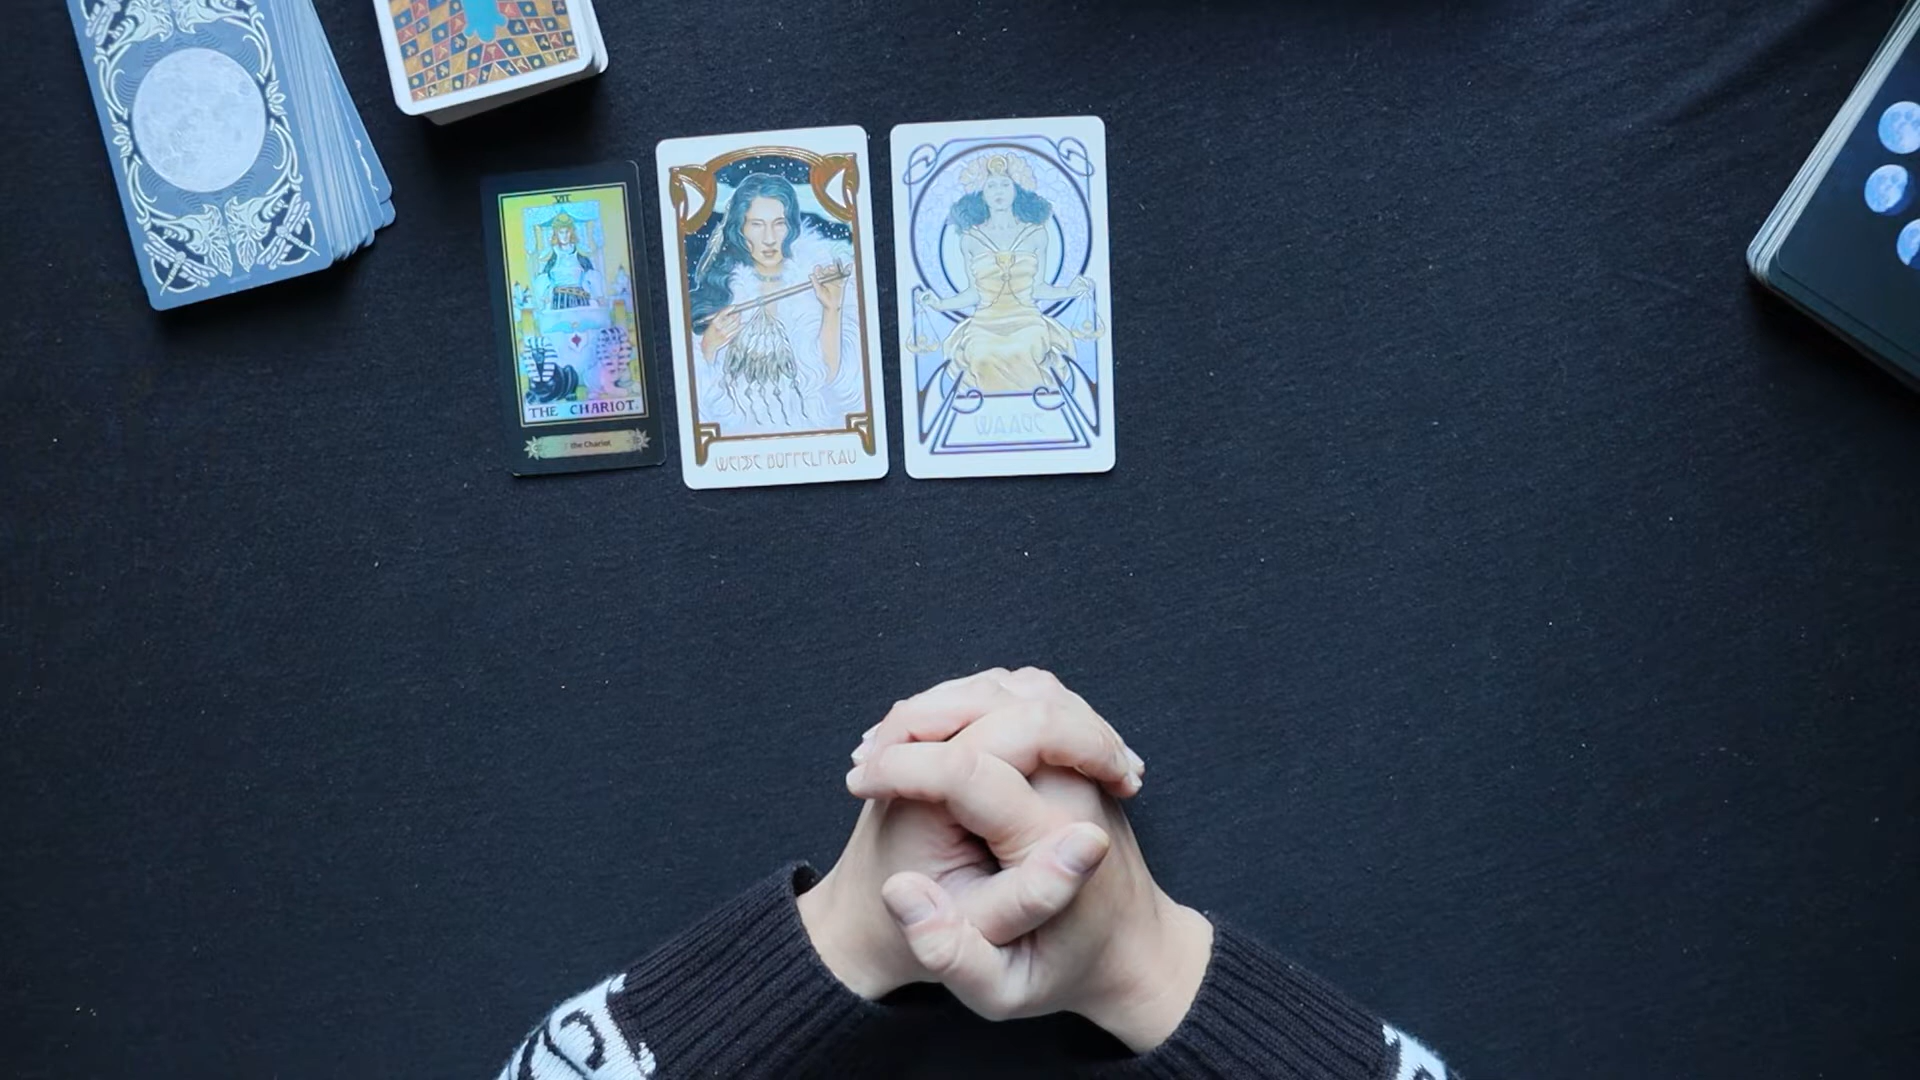 VII
THE CHARIOT.
the Chariot
WEISSE BÜFFELFRAU
WAAGE